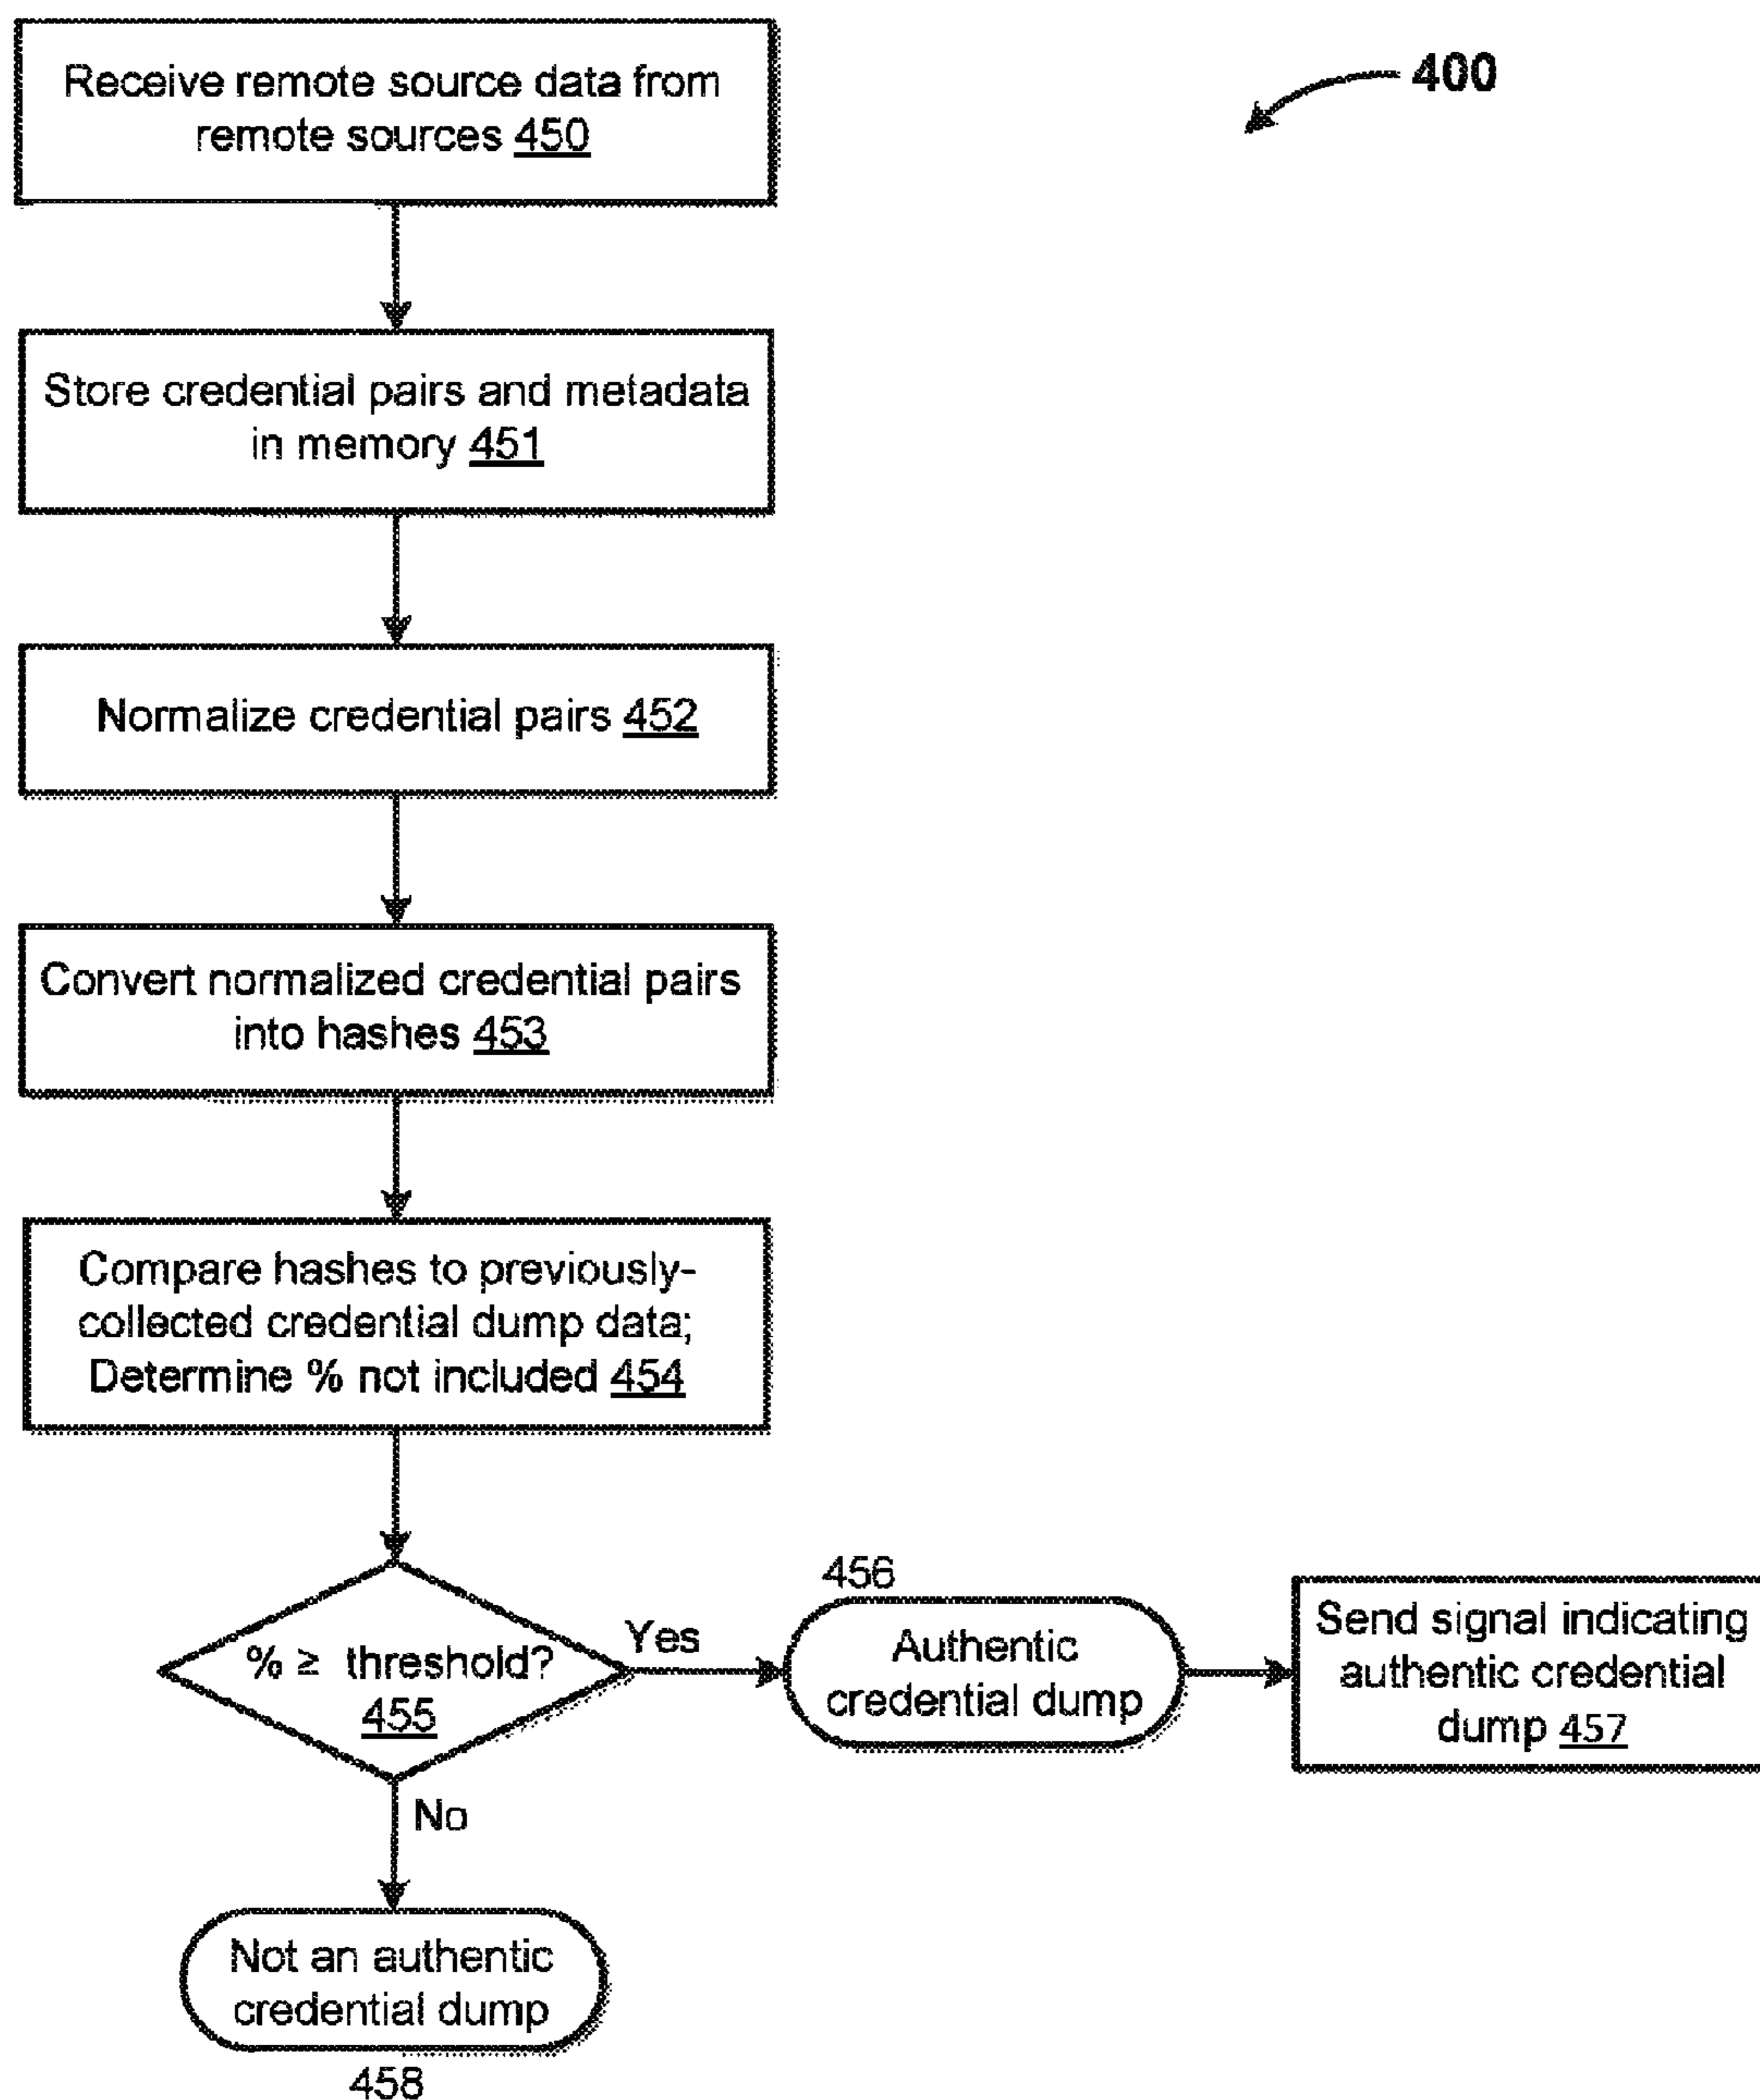 Receive remote source data from
remote sources 450
400
Store credential pairs and metadata
in memory 451
Normalize credential pairs 452
Convert normalized credential pairs
into hashes 453
Compare hashes to previously-
collected credential dump data;
Determine % not included 454
% ≥ threshold?
455
Yes
456
Authentic
credential dump
Send signal indicating
authentic credential
dump 457
No
Not an authentic
credential dump
458